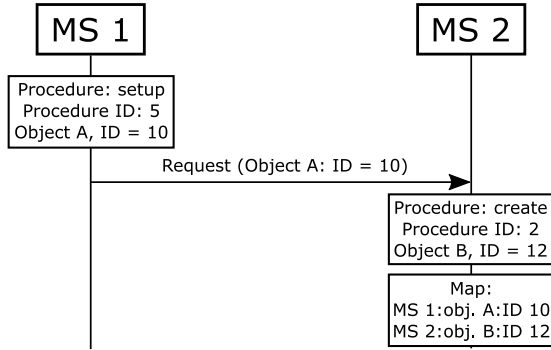 MS 1
MS 2
Procedure: setup
Procedure ID: 5
Object A, ID = 10
Request (Object A: ID = 10)
Procedure: create
Procedure ID: 2
Object B, ID = 12
Map:
MS 1:obj. A:ID 10
MS 2:obj. B:ID 12